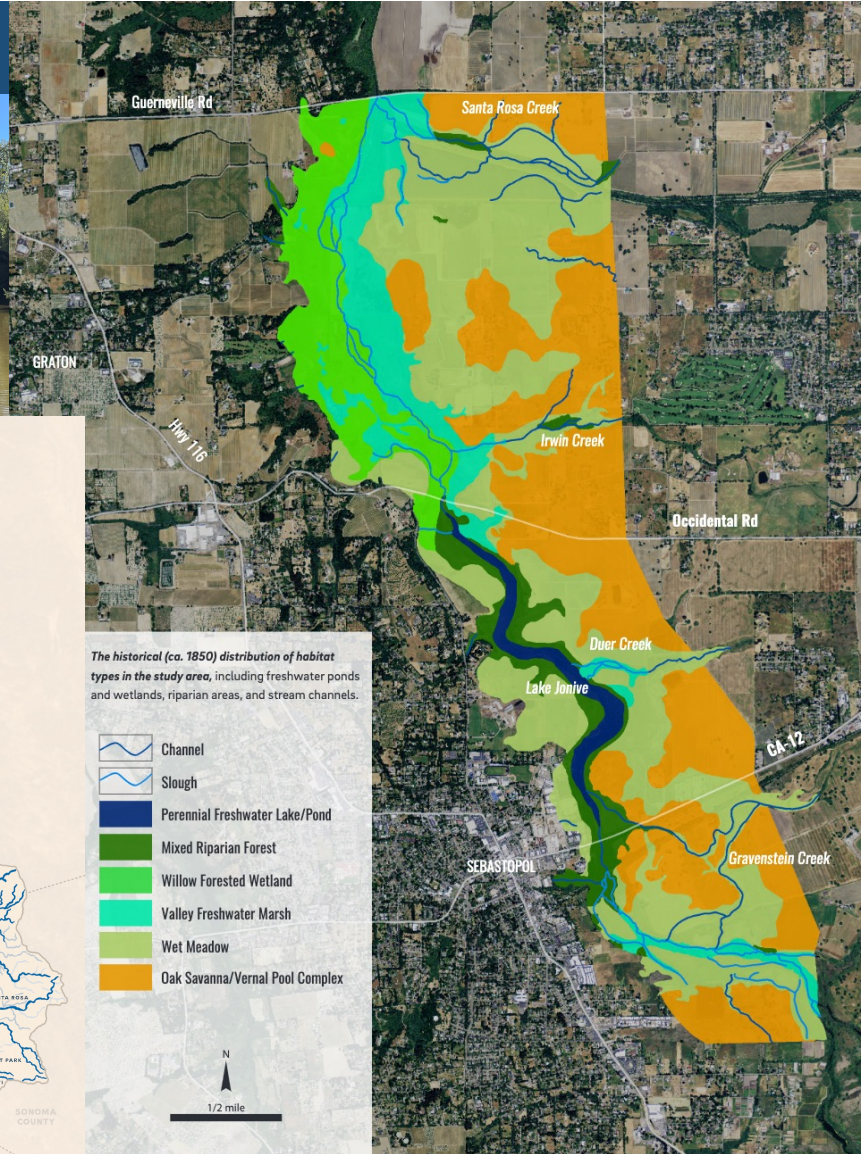 Guerneville Rd
Santa Rosa Creek
GRATON
Hwy 116
Irwin Creek
Occidental Rd
Duer Creek
Lake Jonive
CA-12
SEBASTOPOL
Gravenstein Creek
The historical (ca. 1850) distribution of habitat
types in the study area, including freshwater ponds
and wetlands, riparian areas, and stream channels.
Channel
Slough
Perennial Freshwater Lake/Pond
Mixed Riparian Forest
Willow Forested Wetland
Valley Freshwater Marsh
Wet Meadow
Oak Savanna/Vernal Pool Complex
N
1/2 mile
TA ROSA
T PARK
SONOMA
COUNTY